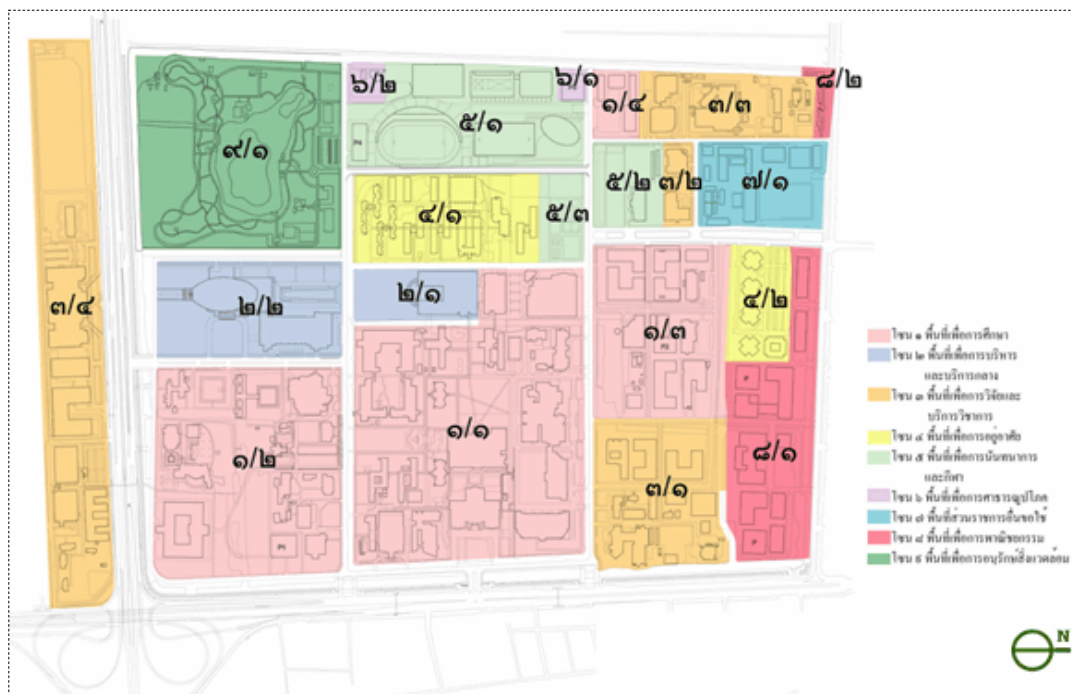 ๖/๒
๖/๑
๘/๒
๑/๔
๓/๓
๕/๑
๙/๑
๕/๒
๓/๒
๗/๑
๔/๑
๕/๓
๓/๔
๒/๒
๒/๑
๑/๓
๔/๒
๑/๒
๑/๑
๓/๑
๘/๑
โซน ๑ พื้นที่เพื่อการศึกษา
โซน ๒ พื้นที่เพื่อการบริหาร
และบริการกลาง
โซน ๓ พื้นที่เพื่อการวิจัยและ
บริการวิชาการ
โซน ๔ พื้นที่เพื่อการอยู่อาศัย
โซน ๕ พื้นที่เพื่อการนันทนาการ
และกีฬา
โซน ๖ พื้นที่เพื่อการสาธารณูปโภค
โซน ๗ พื้นที่ส่วนราชการอื่นขอใช้
โซน ๘ พื้นที่เพื่อการพาณิชยกรรม
โซน ๙ พื้นที่เพื่อการอนุรักษ์สิ่งแวดล้อม
N